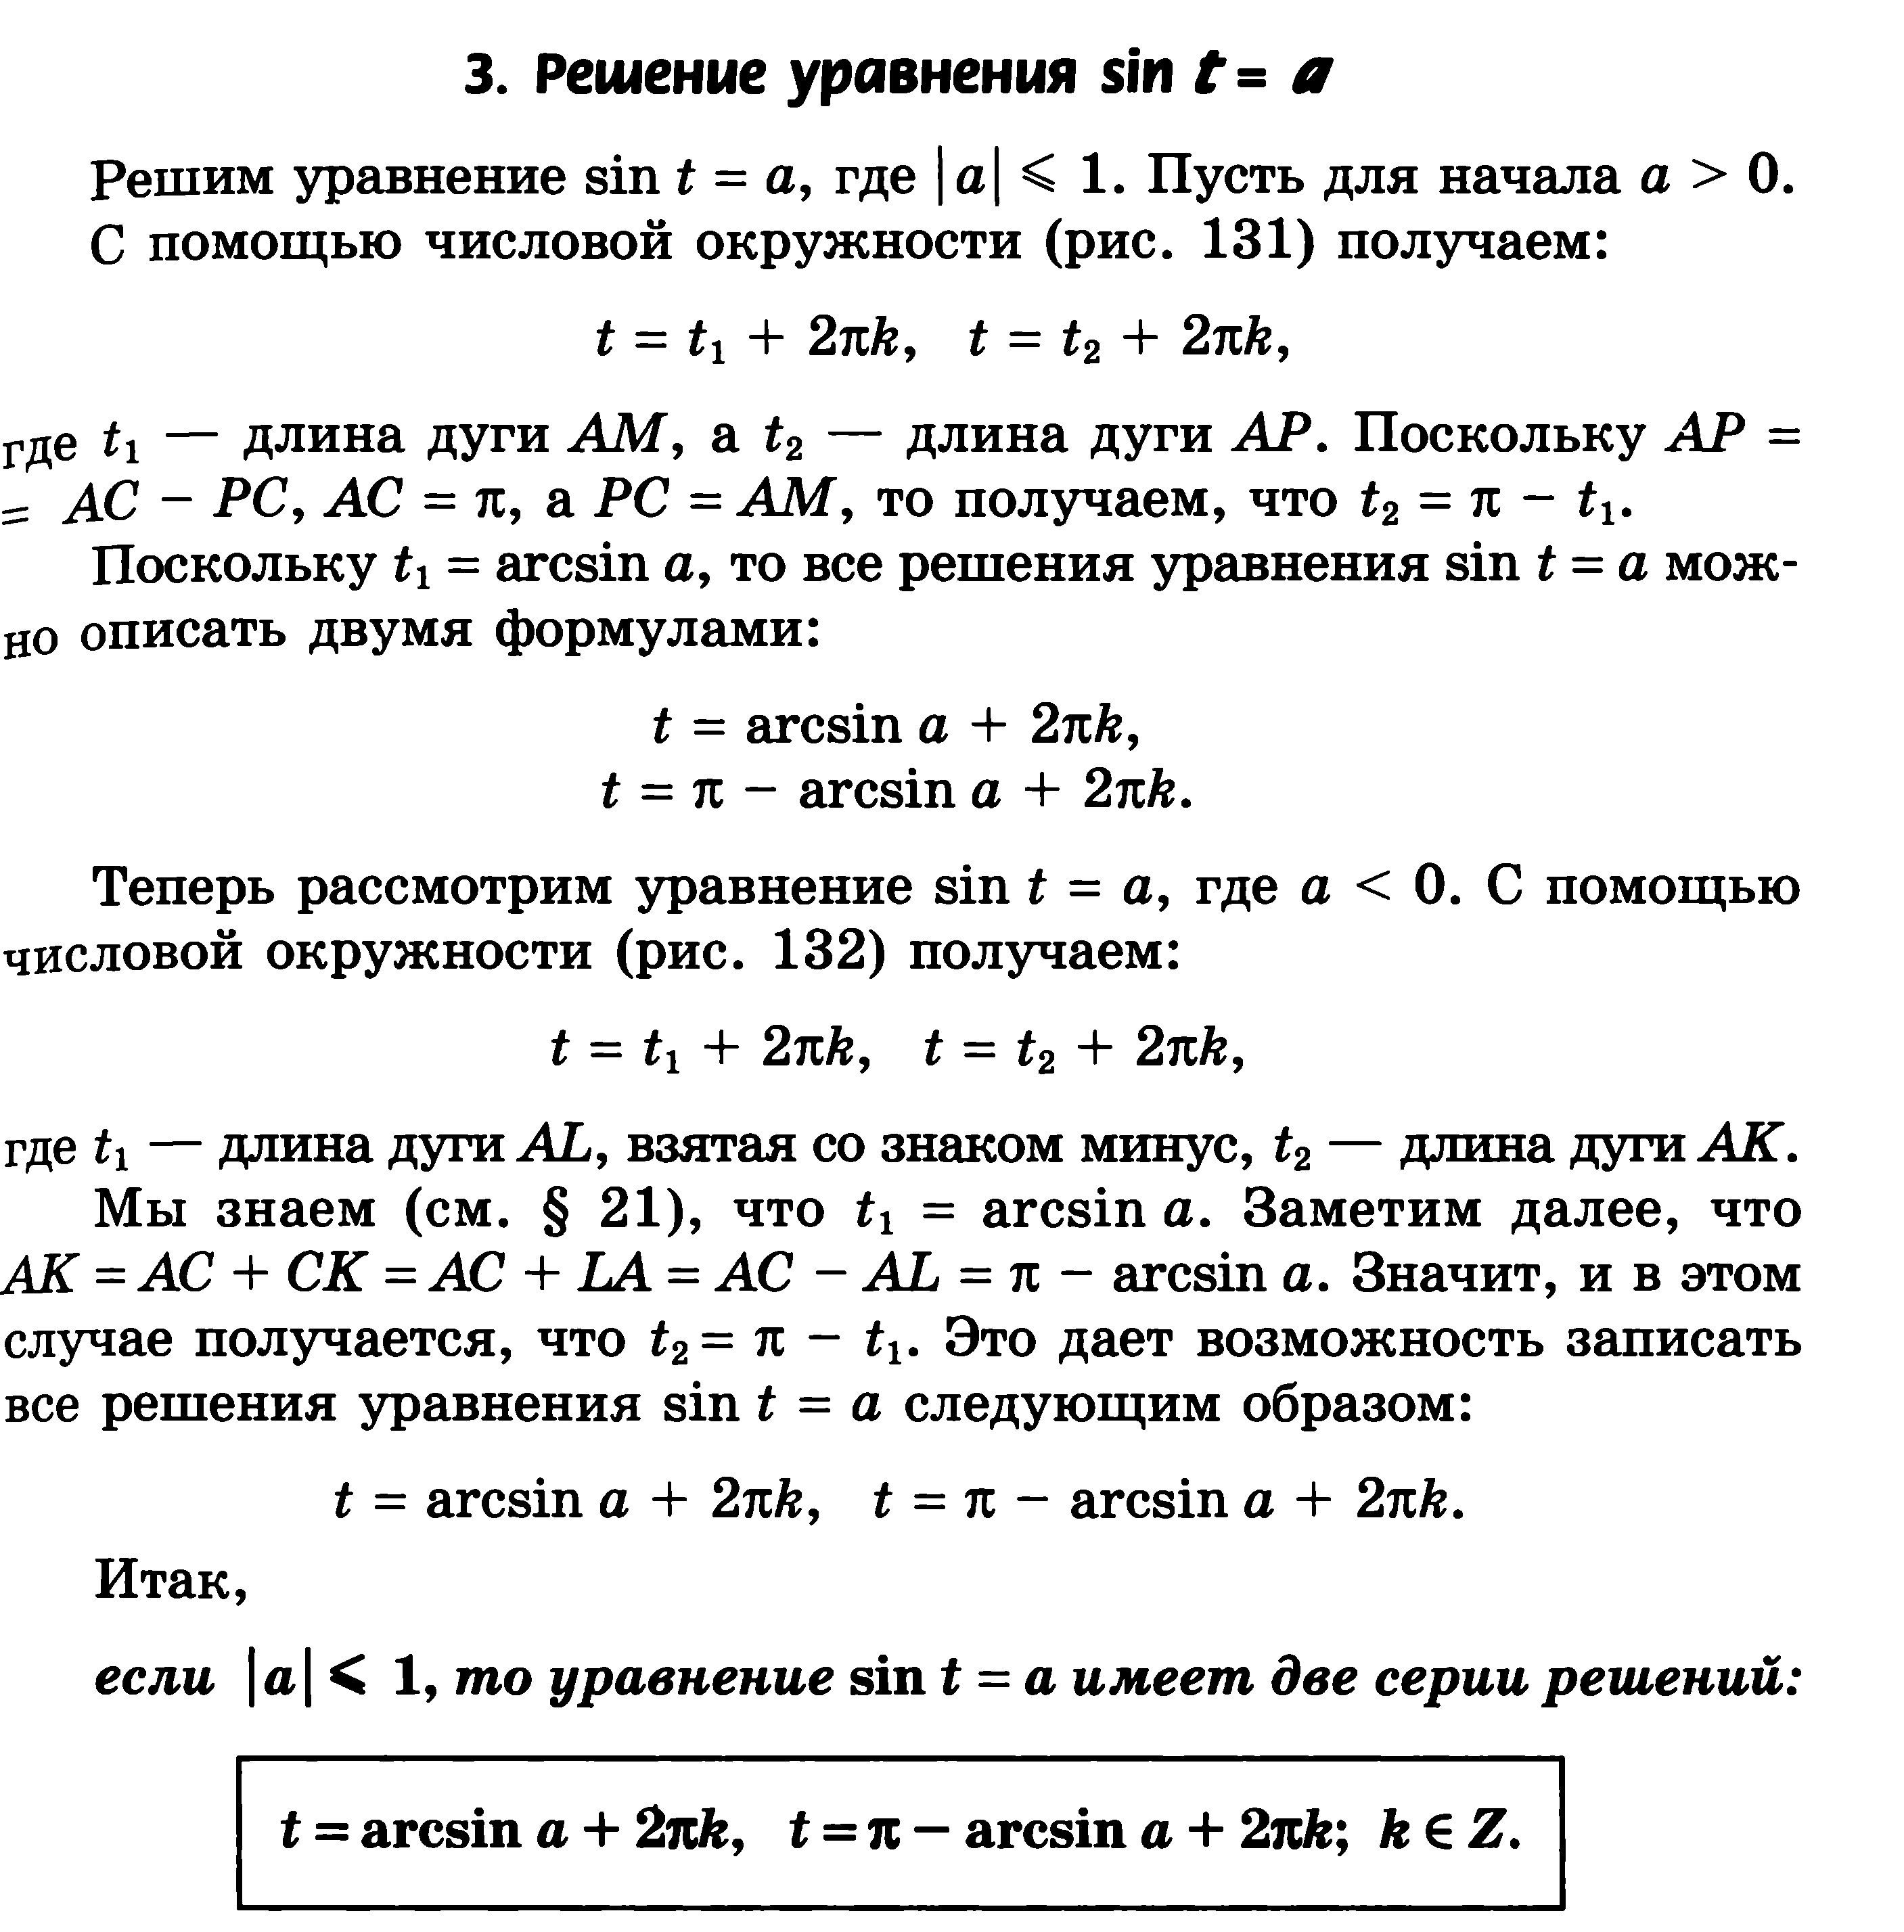 3. Решение уравнения sin t = a
Решим уравнение sin t = a, где |a| ⩽ 1. Пусть для начала a > 0.
С помощью числовой окружности (рис. 131) получаем:
t = t₁ + 2πk, t = t₂ + 2πk,
где t₁ — длина дуги AM, а t₂ — длина дуги AP. Поскольку AP =
= AC − PC, AC = π, а PC = AM, то получаем, что t₂ = π − t₁.
Поскольку t₁ = arcsin a, то все решения уравнения sin t = a мож-
но описать двумя формулами:
t = arcsin a + 2πk,
t = π − arcsin a + 2πk.
Теперь рассмотрим уравнение sin t = a, где a < 0. С помощью
числовой окружности (рис. 132) получаем:
t = t₁ + 2πk, t = t₂ + 2πk,
где t₁ — длина дуги AL, взятая со знаком минус, t₂ — длина дуги AK.
Мы знаем (см. § 21), что t₁ = arcsin a. Заметим далее, что
AK = AC + CK = AC + LA = AC − AL = π − arcsin a. Значит, и в этом
случае получается, что t₂ = π − t₁. Это дает возможность записать
все решения уравнения sin t = a следующим образом:
t = arcsin a + 2πk, t = π − arcsin a + 2πk.
Итак,
если |a| ⩽ 1, то уравнение sin t = a имеет две серии решений:
t = arcsin a + 2πk, t = π − arcsin a + 2πk; k ∈ Z.